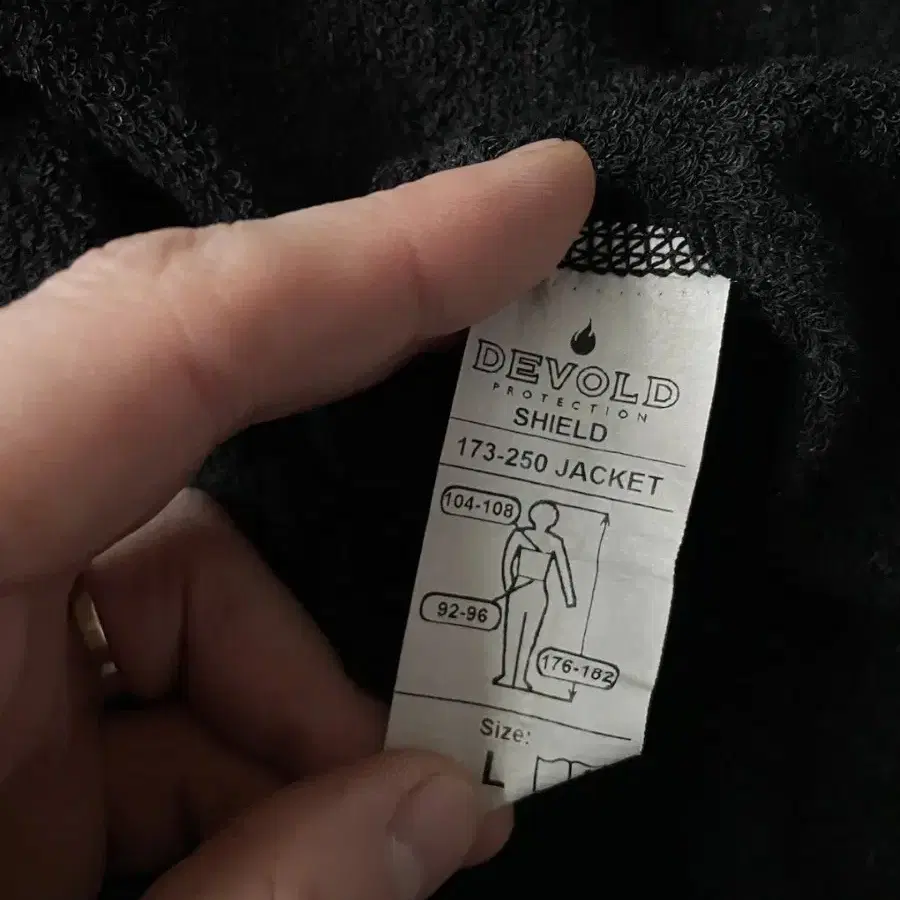 DEVOLD
PROTECTION
SHIELD
173-250 JACKET
104-108
92-96
176-182
Size:
L